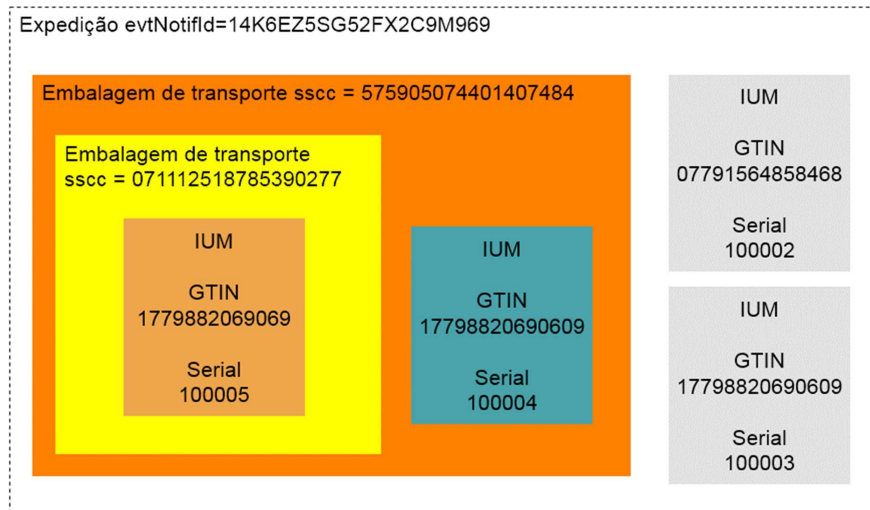 Expedição evtNotifId=14K6EZ5SG52FX2C9M969
Embalagem de transporte sscc = 575905074401407484
Embalagem de transporte
sscc = 071112518785390277
IUM
GTIN
1779882069069
Serial
100005
IUM
GTIN
17798820690609
Serial
100004
IUM
GTIN
07791564858468
Serial
100002
IUM
GTIN
17798820690609
Serial
100003